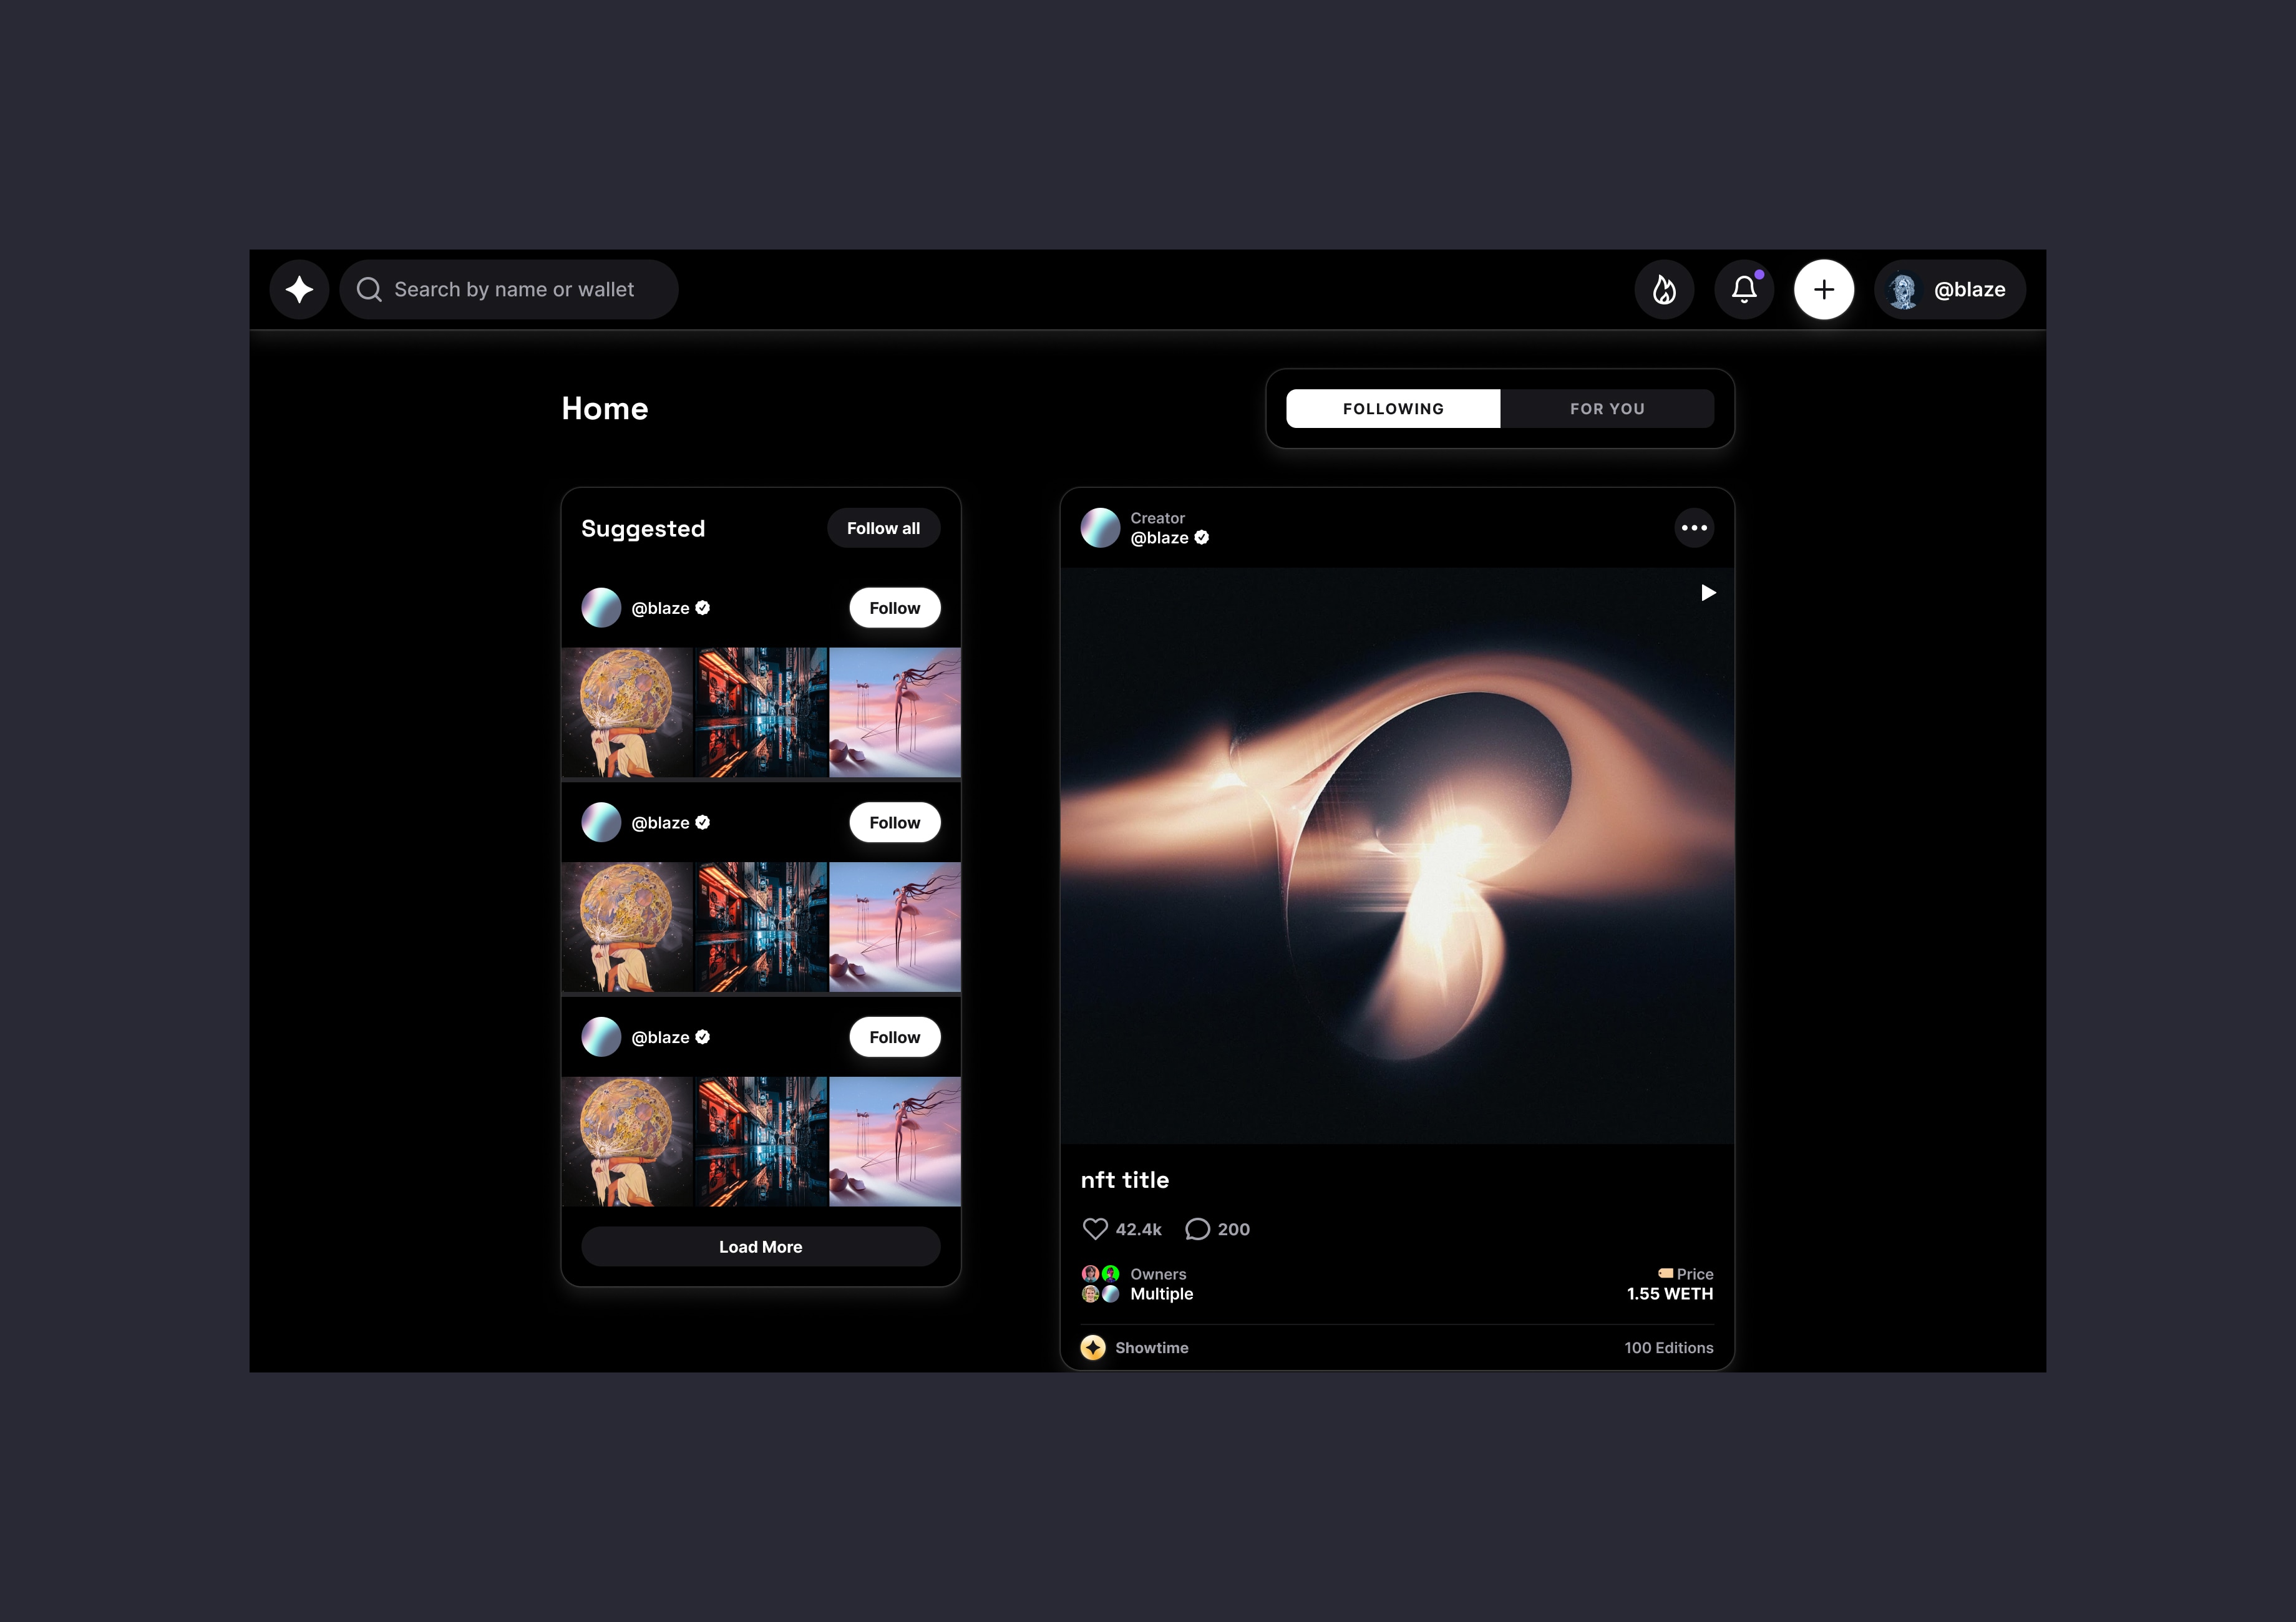 Search by name or wallet
@blaze
Home
FOLLOWING
FOR YOU
Suggested
Follow all
@blaze
Follow
@blaze
Follow
@blaze
Follow
Load More
Creator
@blaze
nft title
42.4k
200
Owners
Multiple
Price
1.55 WETH
Showtime
100 Editions